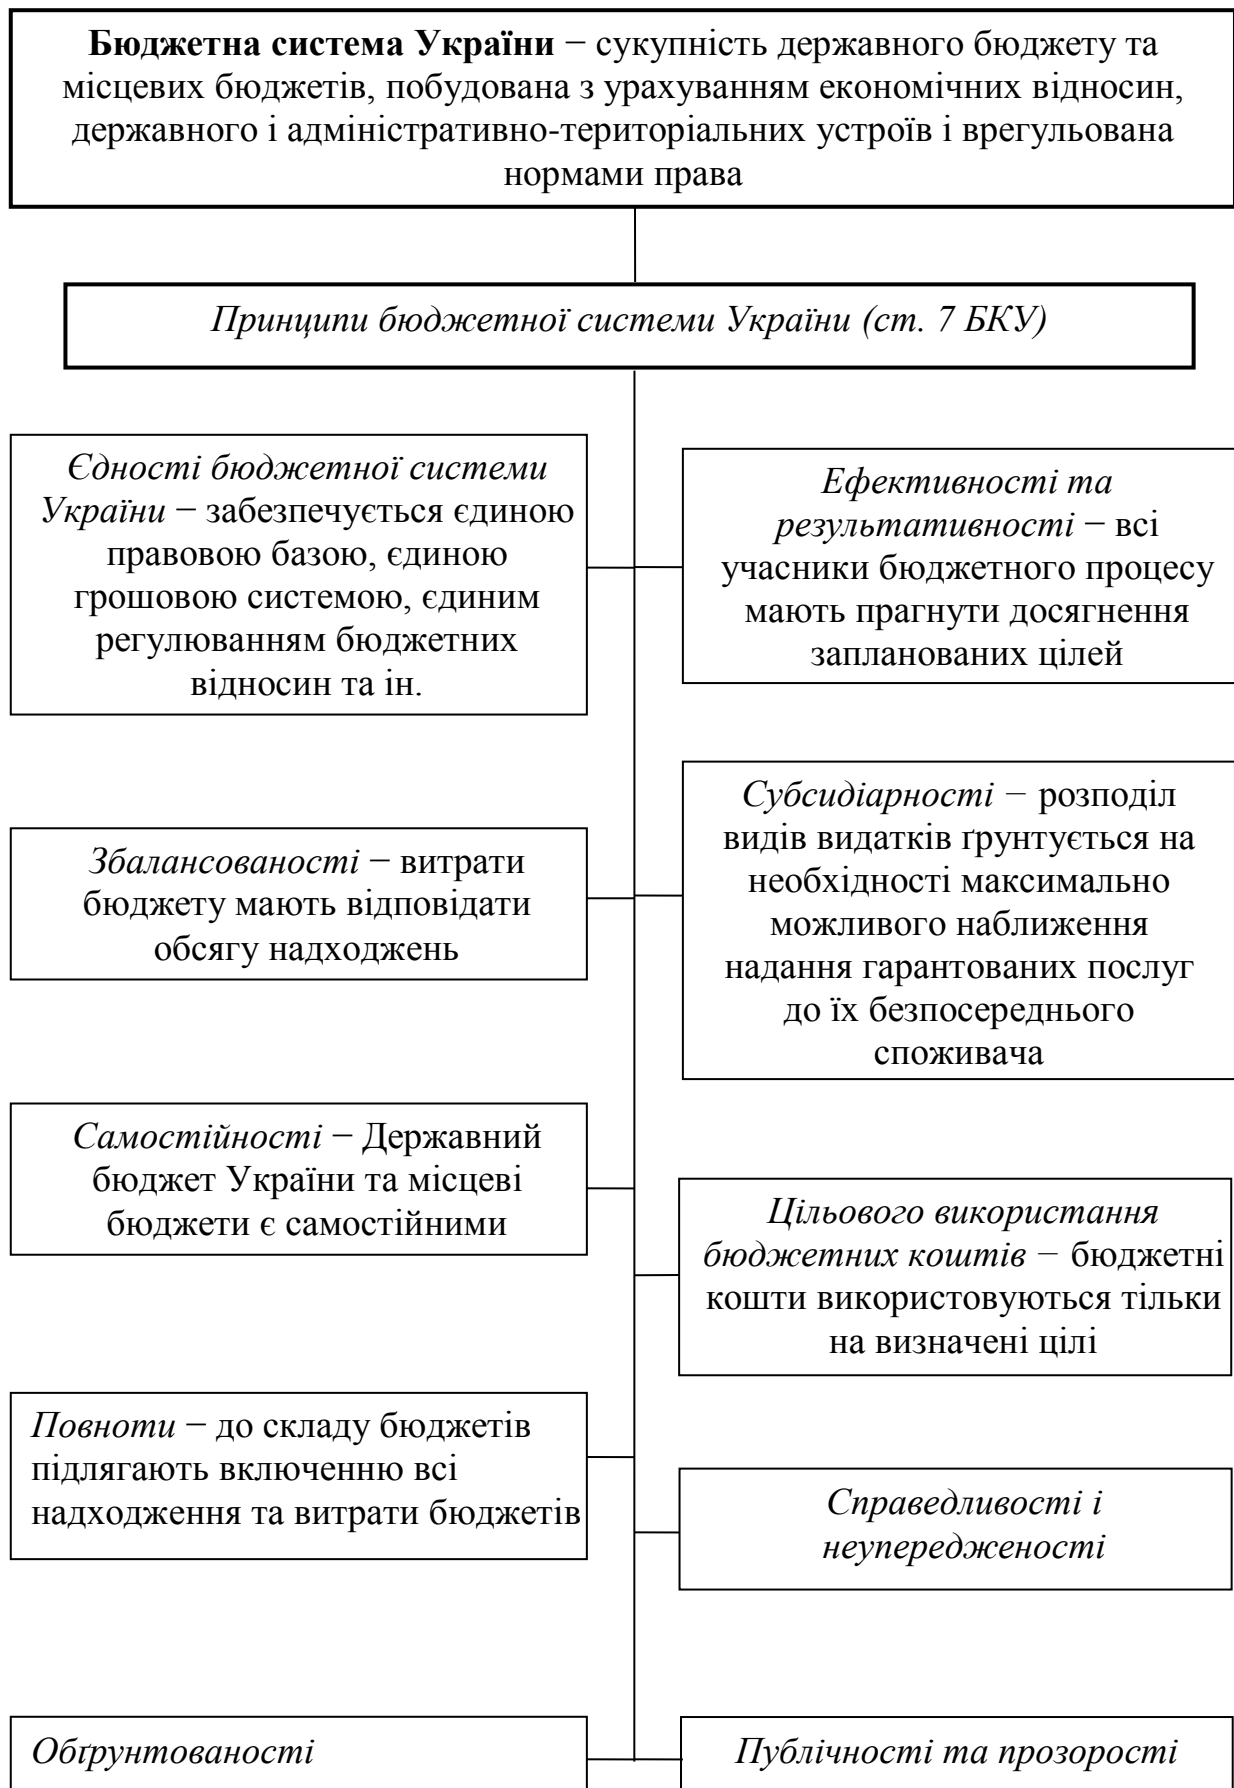 Бюджетна система України − сукупність державного бюджету та
місцевих бюджетів, побудована з урахуванням економічних відносин,
державного і адміністративно-територіальних устроїв і врегульована
нормами права
Принципи бюджетної системи України (ст. 7 БКУ)
Єдності бюджетної системи
України − забезпечується єдиною
правовою базою, єдиною
грошовою системою, єдиним
регулюванням бюджетних
відносин та ін.
Ефективності та
результативності − всі
учасники бюджетного процесу
мають прагнути досягнення
запланованих цілей
Збалансованості − витрати
бюджету мають відповідати
обсягу надходжень
Субсидіарності − розподіл
видів видатків ґрунтується на
необхідності максимально
можливого наближення
надання гарантованих послуг
до їх безпосереднього
споживача
Самостійності − Державний
бюджет України та місцеві
бюджети є самостійними
Цільового використання
бюджетних коштів − бюджетні
кошти використовуються тільки
на визначені цілі
Повноти − до складу бюджетів
підлягають включенню всі
надходження та витрати бюджетів
Справедливості і
неупередженості
Обґрунтованості
Публічності та прозорості